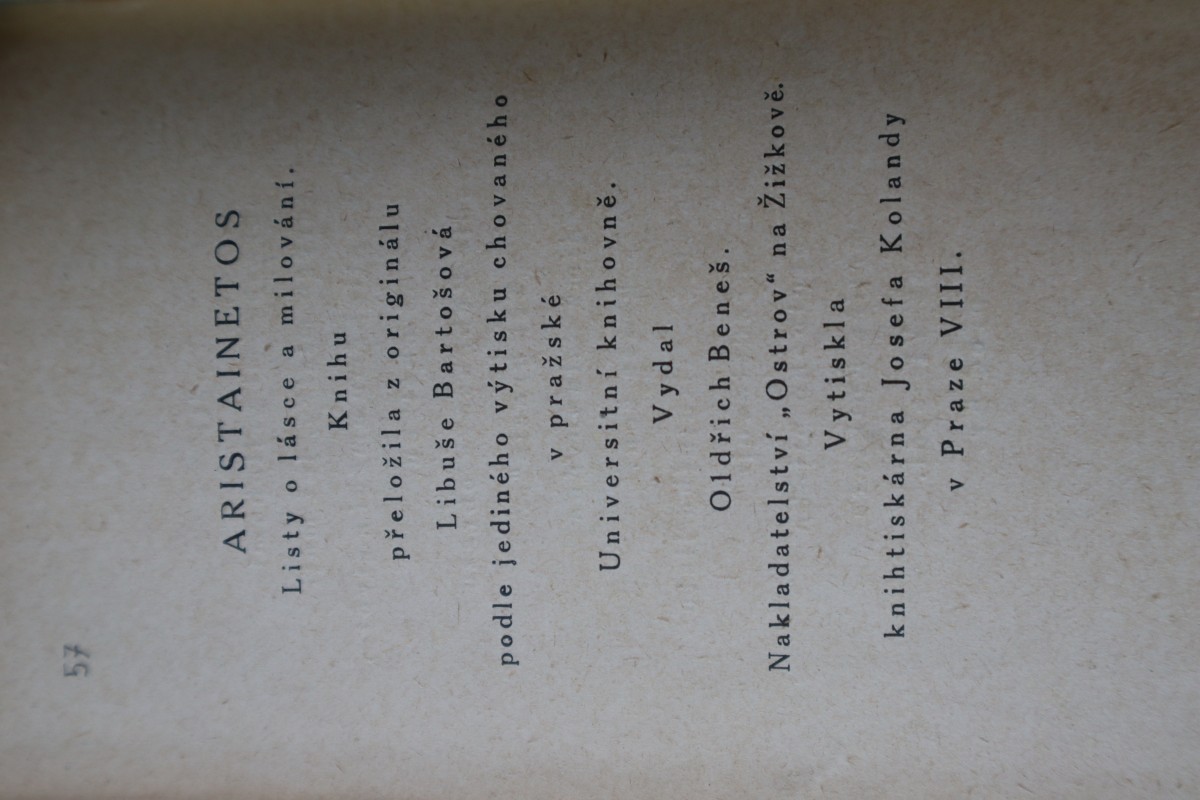 57
ARISTAINETOS
Listy o lásce a milování.
Knihu
přeložila z originálu
Libuše Bartošová
podle jediného výtisku chovaného
v pražské
Universitní knihovně.
Vydal
Oldřich Beneš.
Nakladatelství „Ostrov“ na Žižkově.
Vytiskla
knihtiskárna Josefa Kolandy
v Praze VIII.